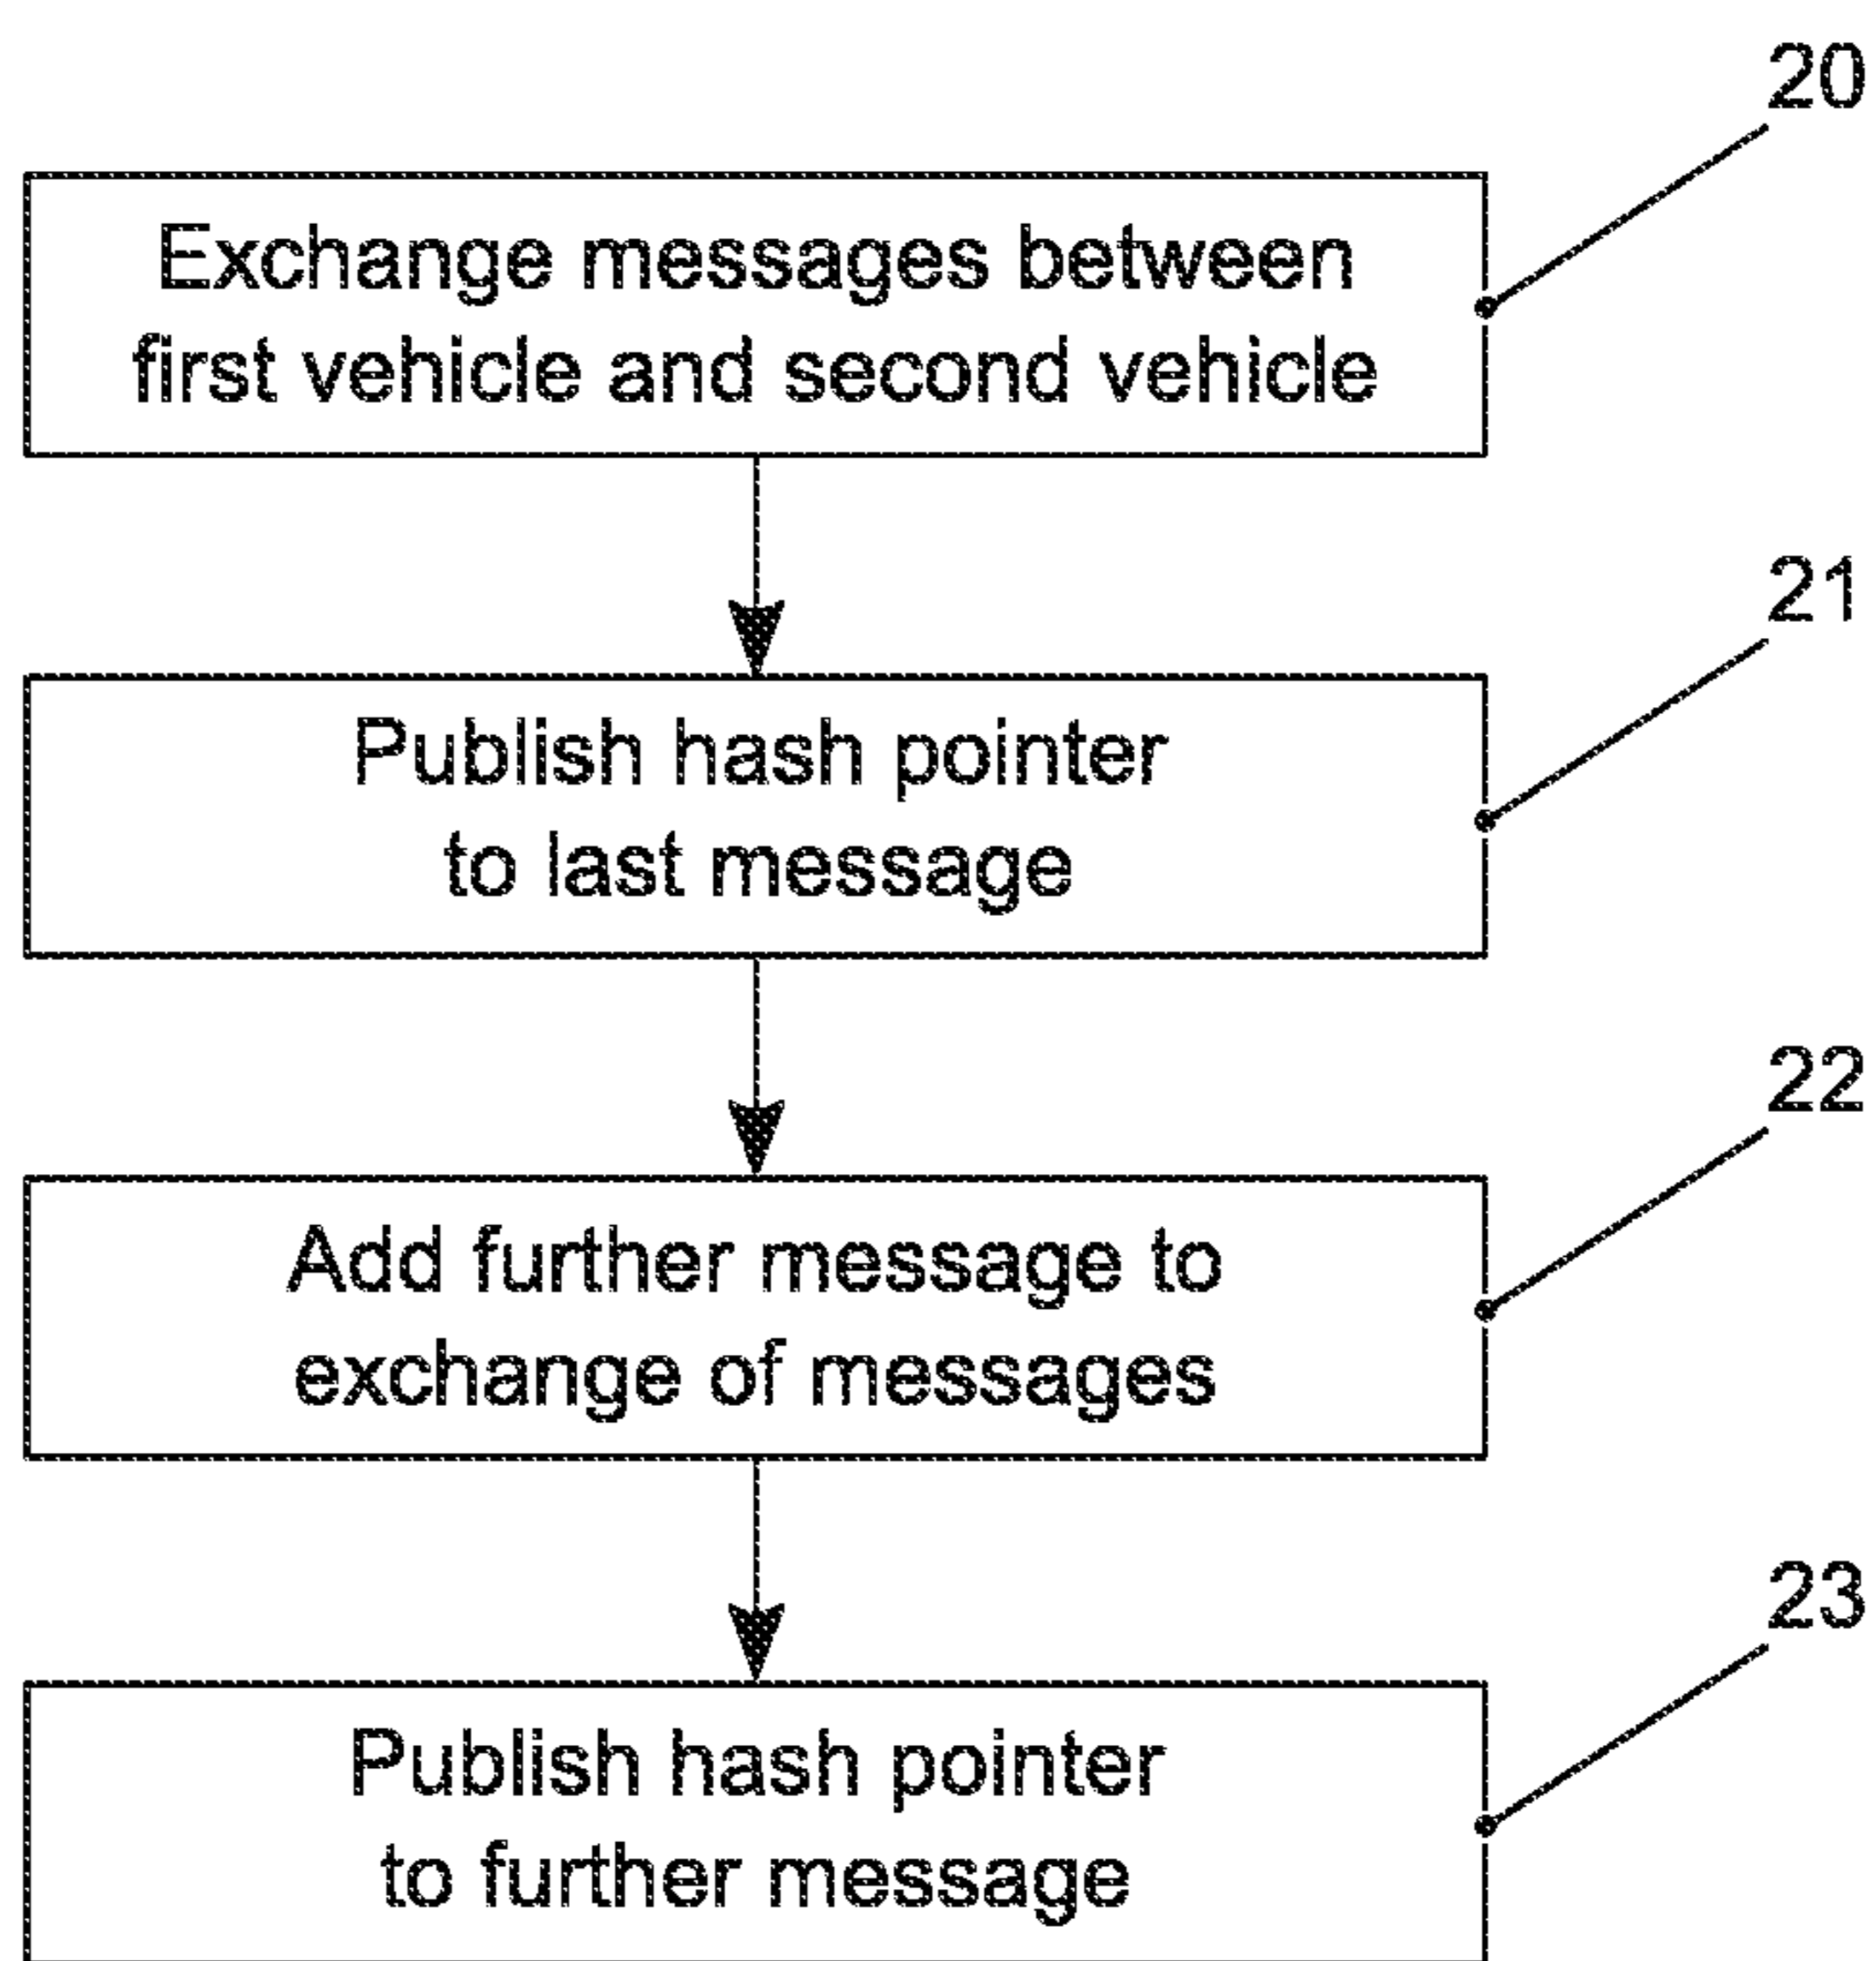 20
Exchange messages between
first vehicle and second vehicle
21
Publish hash pointer
to last message
22
Add further message to
exchange of messages
23
Publish hash pointer
to further message